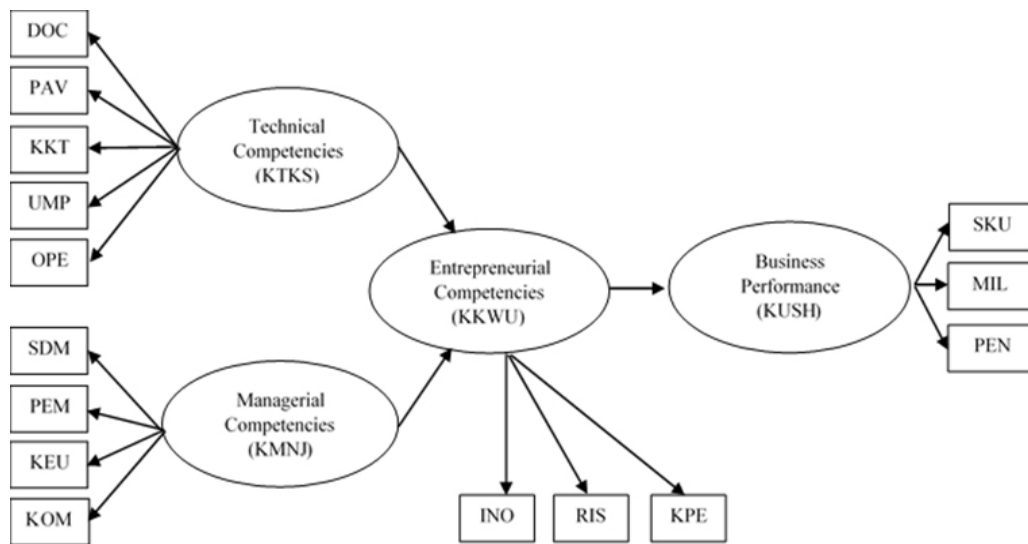 DOC
PAV
KKT
UMP
OPE
Technical
Competencies
(KTKS)
SDM
PEM
KEU
KOM
Managerial
Competencies
(KMNJ)
Entrepreneurial
Competencies
(KKWU)
INO
RIS
KPE
Business
Performance
(KUSH)
SKU
MIL
PEN